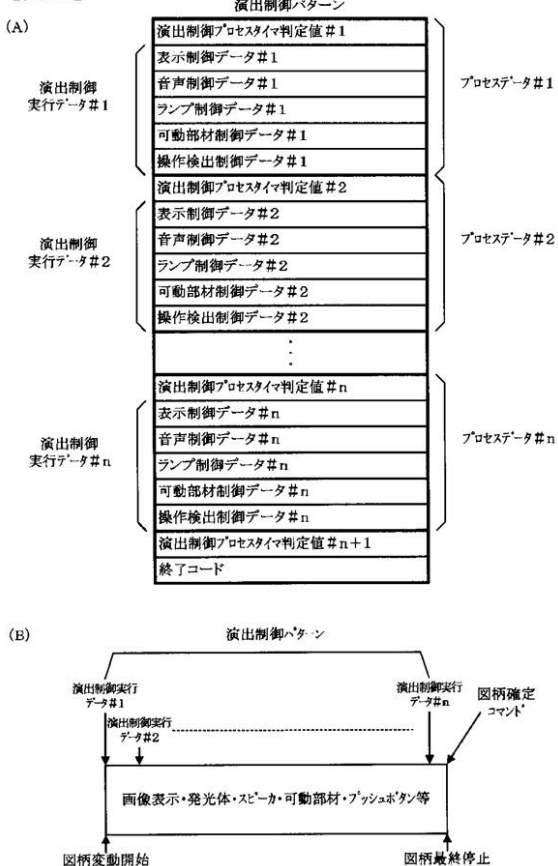 演出制御パターン
(A)
演出制御プロセスタイマ判定値#1
表示制御データ#1
音声制御データ#1
ランプ制御データ#1
可動部材制御データ#1
操作検出制御データ#1
演出制御
実行データ#1
プロセスデータ#1
演出制御プロセスタイマ判定値#2
表示制御データ#2
音声制御データ#2
ランプ制御データ#2
可動部材制御データ#2
操作検出制御データ#2
演出制御
実行データ#2
プロセスデータ#2
⋮
演出制御プロセスタイマ判定値#n
表示制御データ#n
音声制御データ#n
ランプ制御データ#n
可動部材制御データ#n
操作検出制御データ#n
演出制御
実行データ#n
プロセスデータ#n
演出制御プロセスタイマ判定値#n+1
終了コード
(B)
演出制御パターン
演出制御実行
データ#1
演出制御実行
データ#2
演出制御実行
データ#n
図柄確定
コマンド
画像表示・発光体・スピーカ・可動部材・プッシュボタン等
図柄変動開始
図柄最終停止